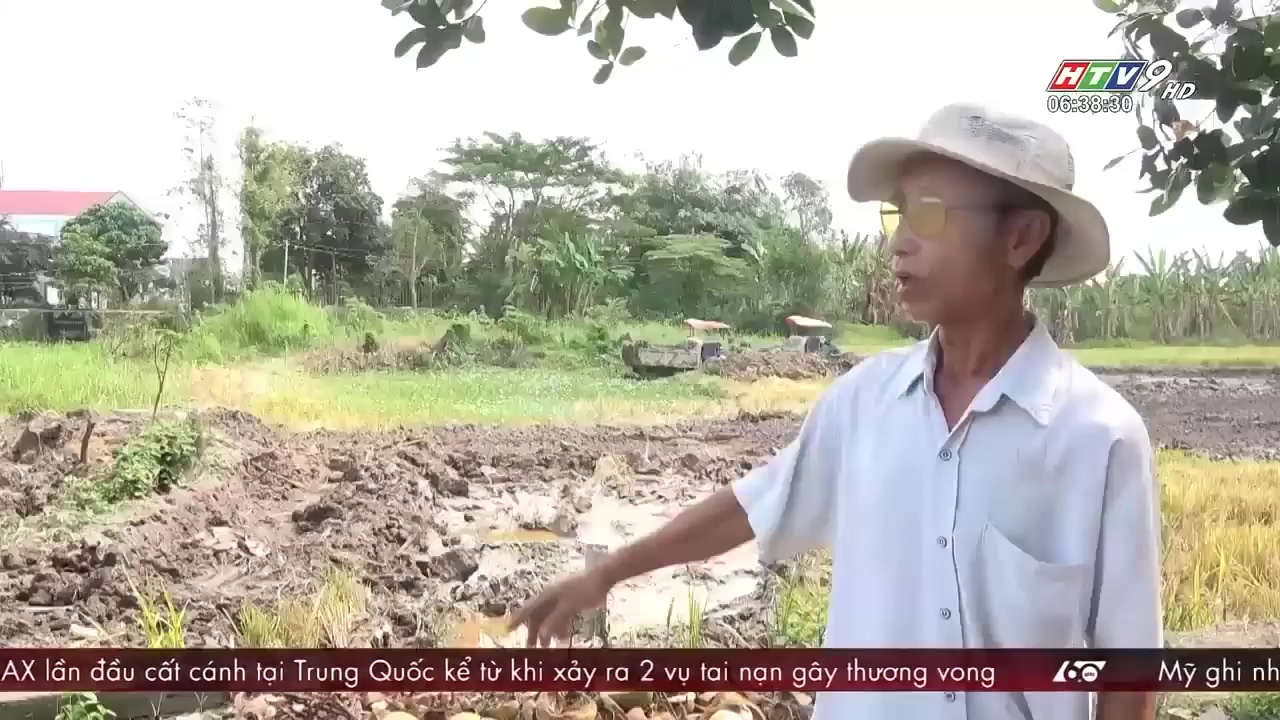 HTV9 HD
06:38:30
AX lần đầu cất cánh tại Trung Quốc kể từ khi xảy ra 2 vụ tai nạn gây thương vong 60 giây Mỹ ghi nh